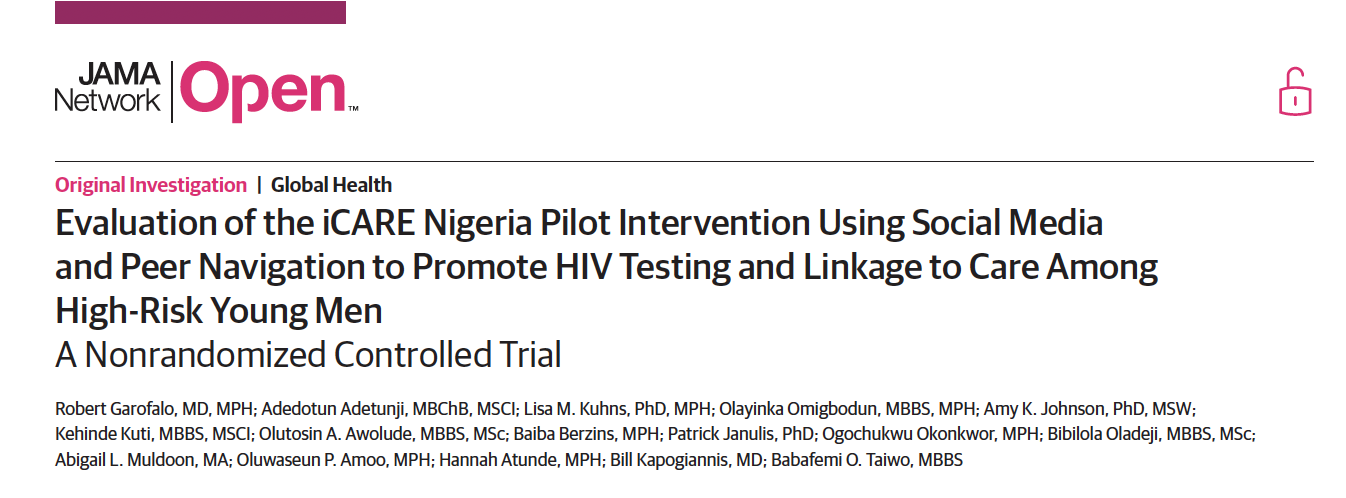 JAMA
Network
Open™
Original Investigation | Global Health
Evaluation of the iCARE Nigeria Pilot Intervention Using Social Media
and Peer Navigation to Promote HIV Testing and Linkage to Care Among
High-Risk Young Men
A Nonrandomized Controlled Trial
Robert Garofalo, MD, MPH; Adedotun Adetunji, MBChB, MSCI; Lisa M. Kuhns, PhD, MPH; Olayinka Omigbodun, MBBS, MPH; Amy K. Johnson, PhD, MSW;
Kehinde Kuti, MBBS, MSCI; Olutosin A. Awolude, MBBS, MSc; Baiba Berzins, MPH; Patrick Janulis, PhD; Ogochukwu Okonkwor, MPH; Bibilola Oladeji, MBBS, MSc;
Abigail L. Muldoon, MA; Oluwaseun P. Amoo, MPH; Hannah Atunde, MPH; Bill Kapogiannis, MD; Babafemi O. Taiwo, MBBS